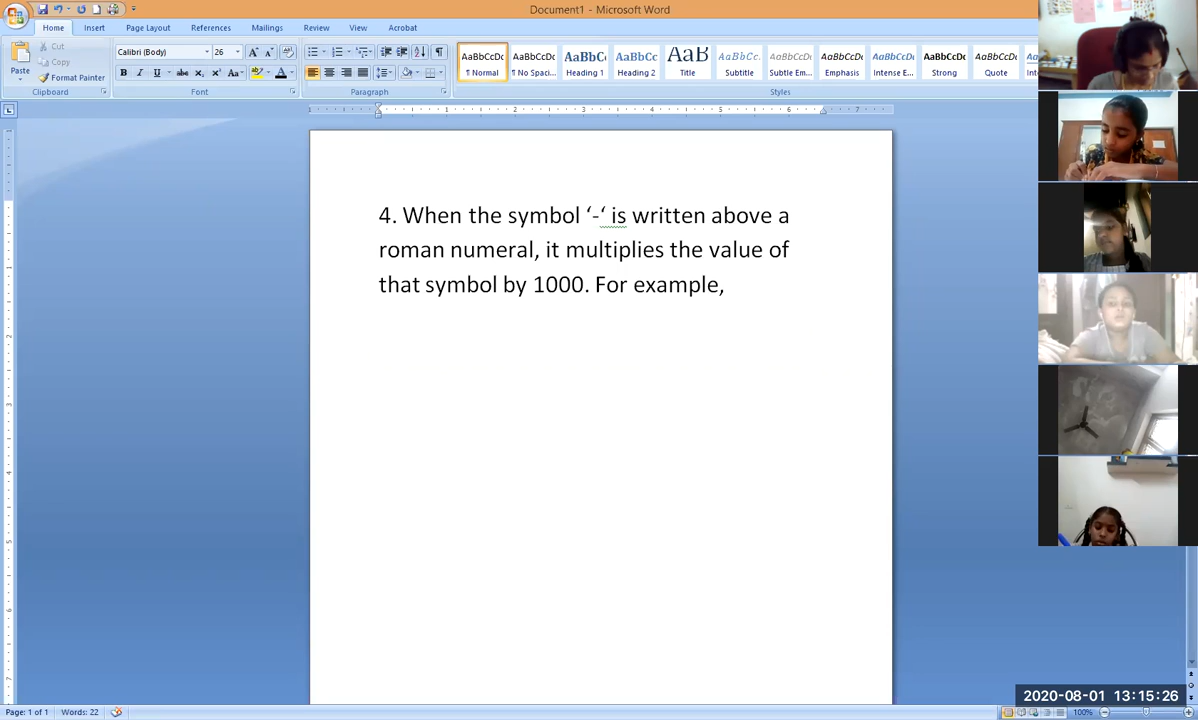 Document1 - Microsoft Word
Home Insert Page Layout References Mailings Review View Acrobat
Paste
Cut
Copy
Format Painter
Clipboard
Calibri (Body) 26
Font
Paragraph
AaBbCcDc AaBbCcDc AaBbC AaBbCc AaB AaBbCc. AaBbCcDc AaBbCcDc AaBbCcDc AaBbCcDc AaBbCcDc
¶ Normal ¶ No Spaci... Heading 1 Heading 2 Title Subtitle Subtle Em... Emphasis Intense E... Strong Quote
Styles
4. When the symbol ‘-‘ is written above a
roman numeral, it multiplies the value of
that symbol by 1000. For example,
2020-08-01 13:15:26
Page: 1 of 1 Words: 22 100%